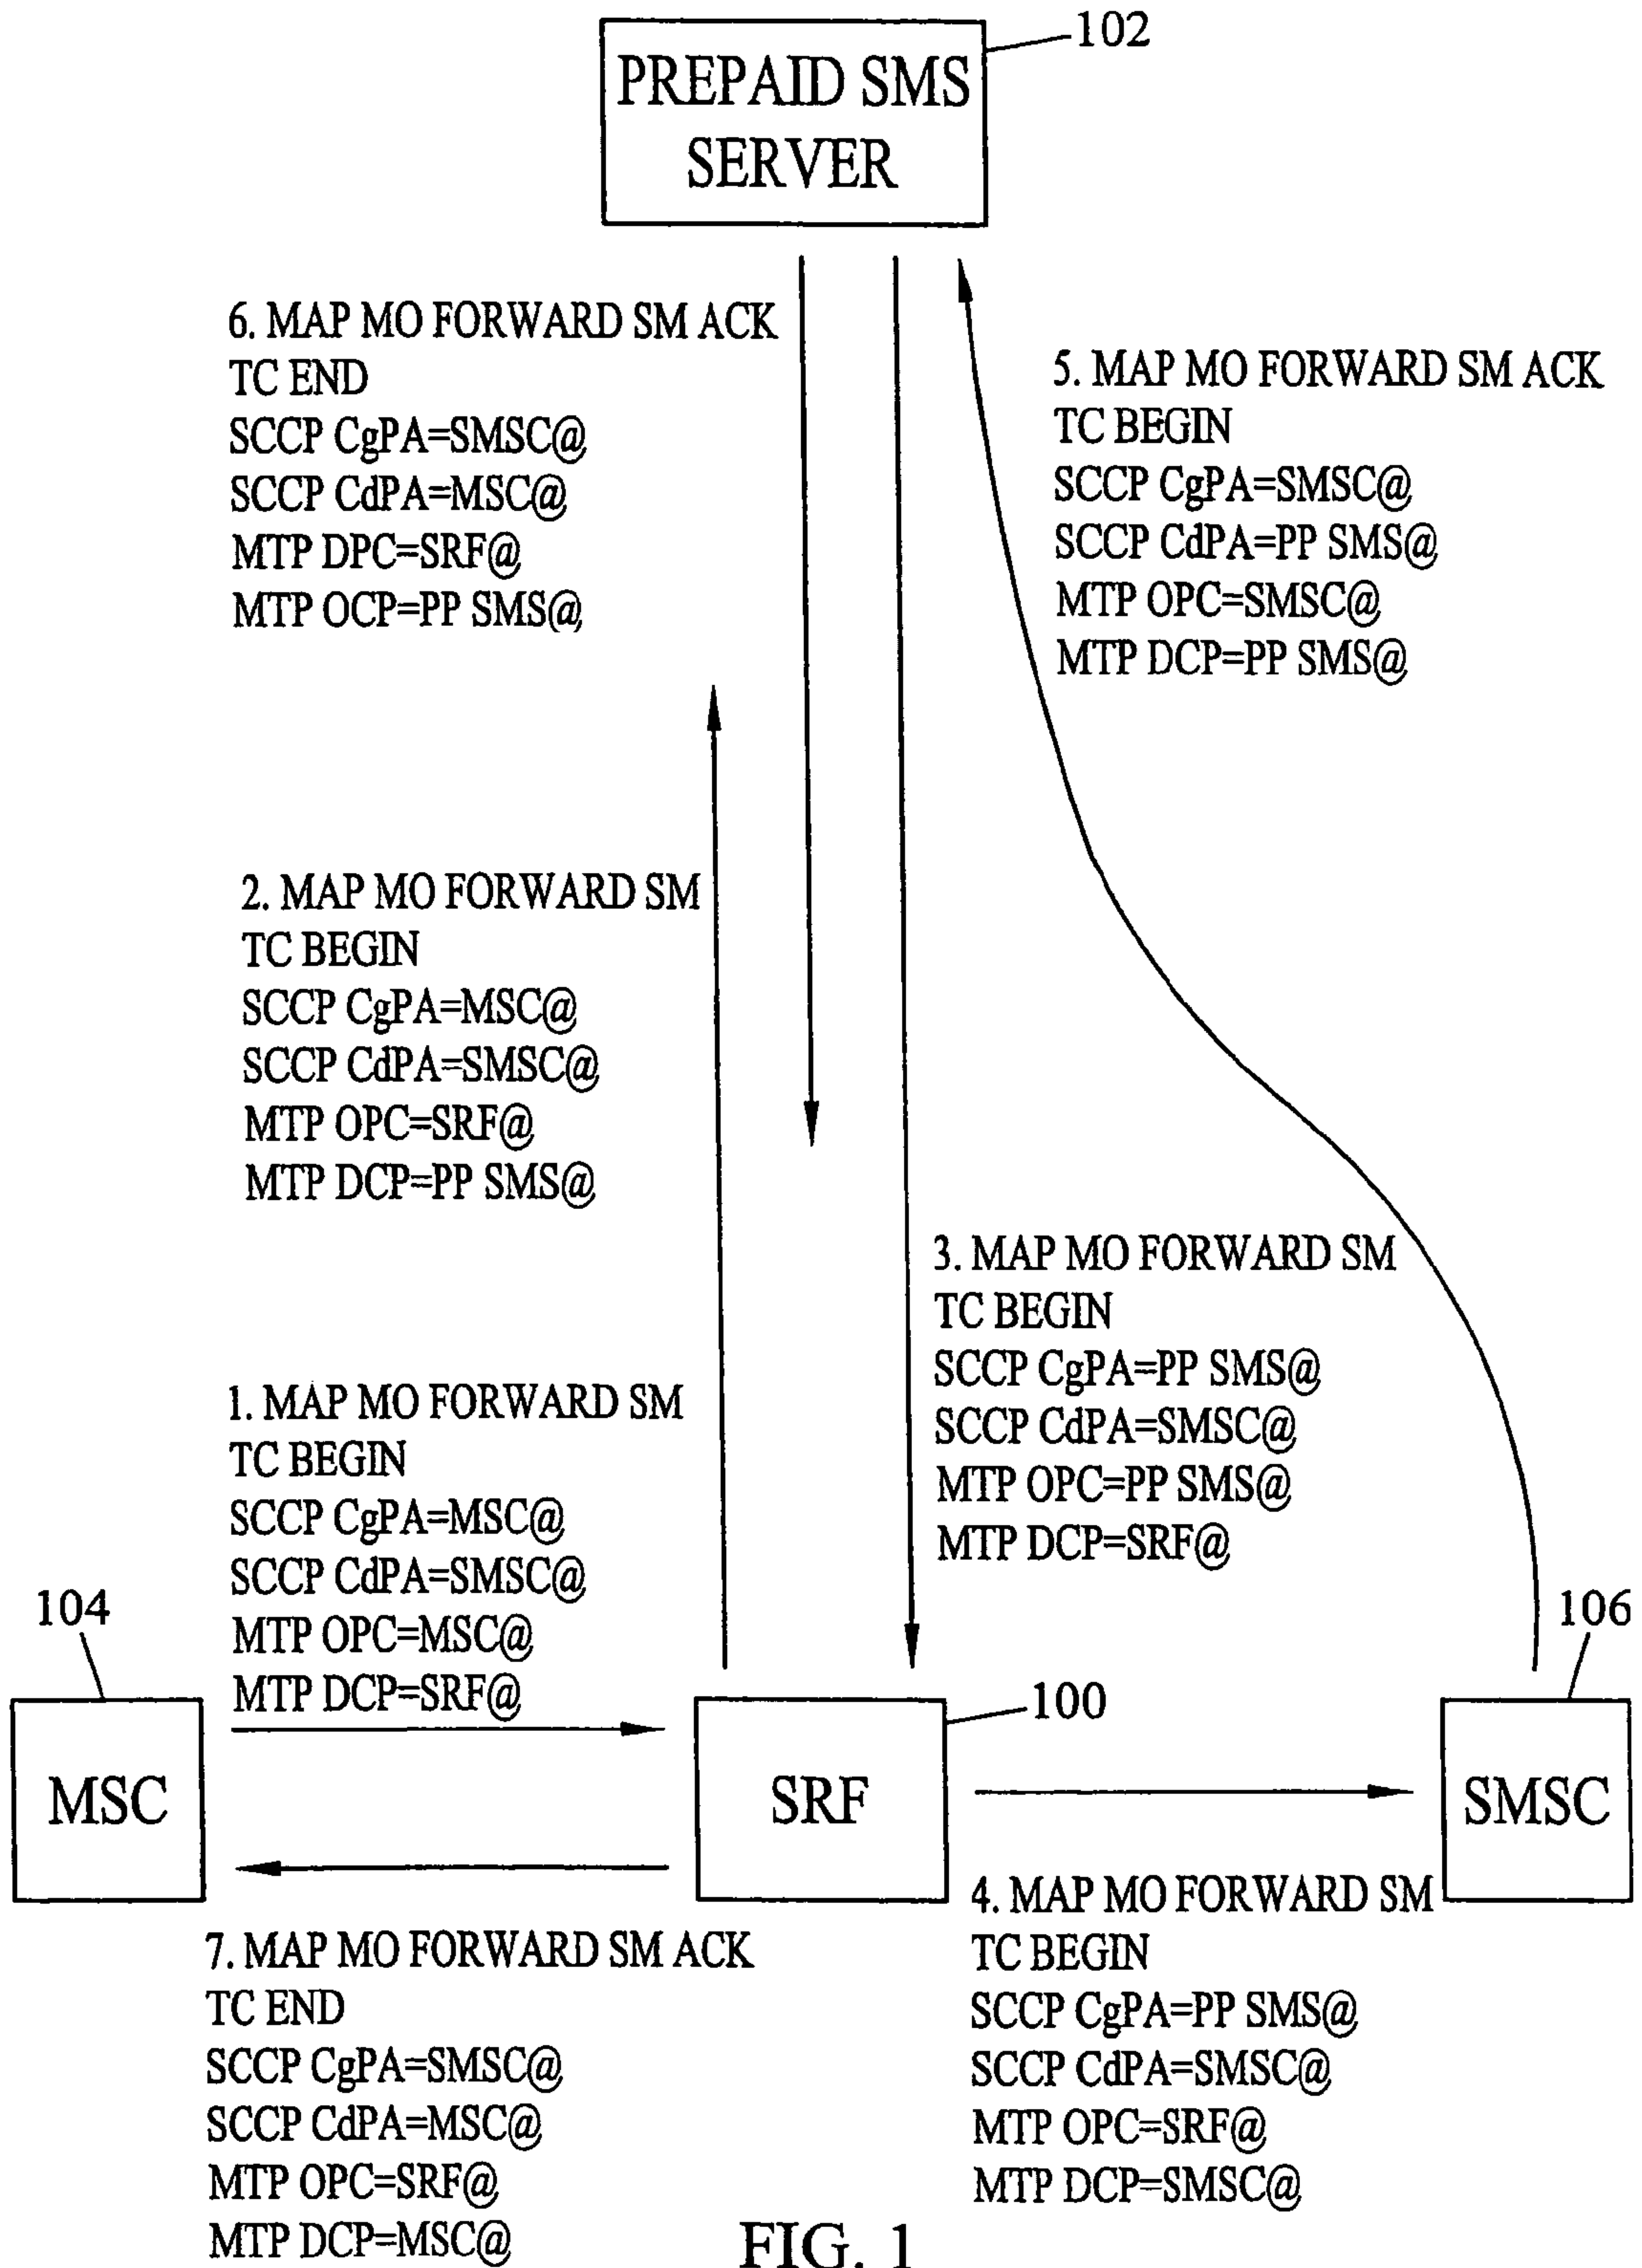 102
PREPAID SMS
SERVER
6. MAP MO FORWARD SM ACK
TC END
SCCP CgPA=SMSC@
SCCP CdPA=MSC@
MTP DPC=SRF@
MTP OCP=PP SMS@
5. MAP MO FORWARD SM ACK
TC BEGIN
SCCP CgPA=SMSC@
SCCP CdPA=PP SMS@
MTP OPC=SMSC@
MTP DCP=PP SMS@
2. MAP MO FORWARD SM
TC BEGIN
SCCP CgPA=MSC@
SCCP CdPA=SMSC@
MTP OPC=SRF@
MTP DCP=PP SMS@
3. MAP MO FORWARD SM
TC BEGIN
SCCP CgPA=PP SMS@
SCCP CdPA=SMSC@
MTP OPC=PP SMS@
MTP DCP=SRF@
1. MAP MO FORWARD SM
TC BEGIN
SCCP CgPA=MSC@
SCCP CdPA=SMSC@
MTP OPC=MSC@
MTP DCP=SRF@
104
MSC
100
SRF
106
SMSC
7. MAP MO FORWARD SM ACK
TC END
SCCP CgPA=SMSC@
SCCP CdPA=MSC@
MTP OPC=SRF@
MTP DCP=MSC@
4. MAP MO FORWARD SM
TC BEGIN
SCCP CgPA=PP SMS@
SCCP CdPA=SMSC@
MTP OPC=SRF@
MTP DCP=SMSC@
FIG. 1